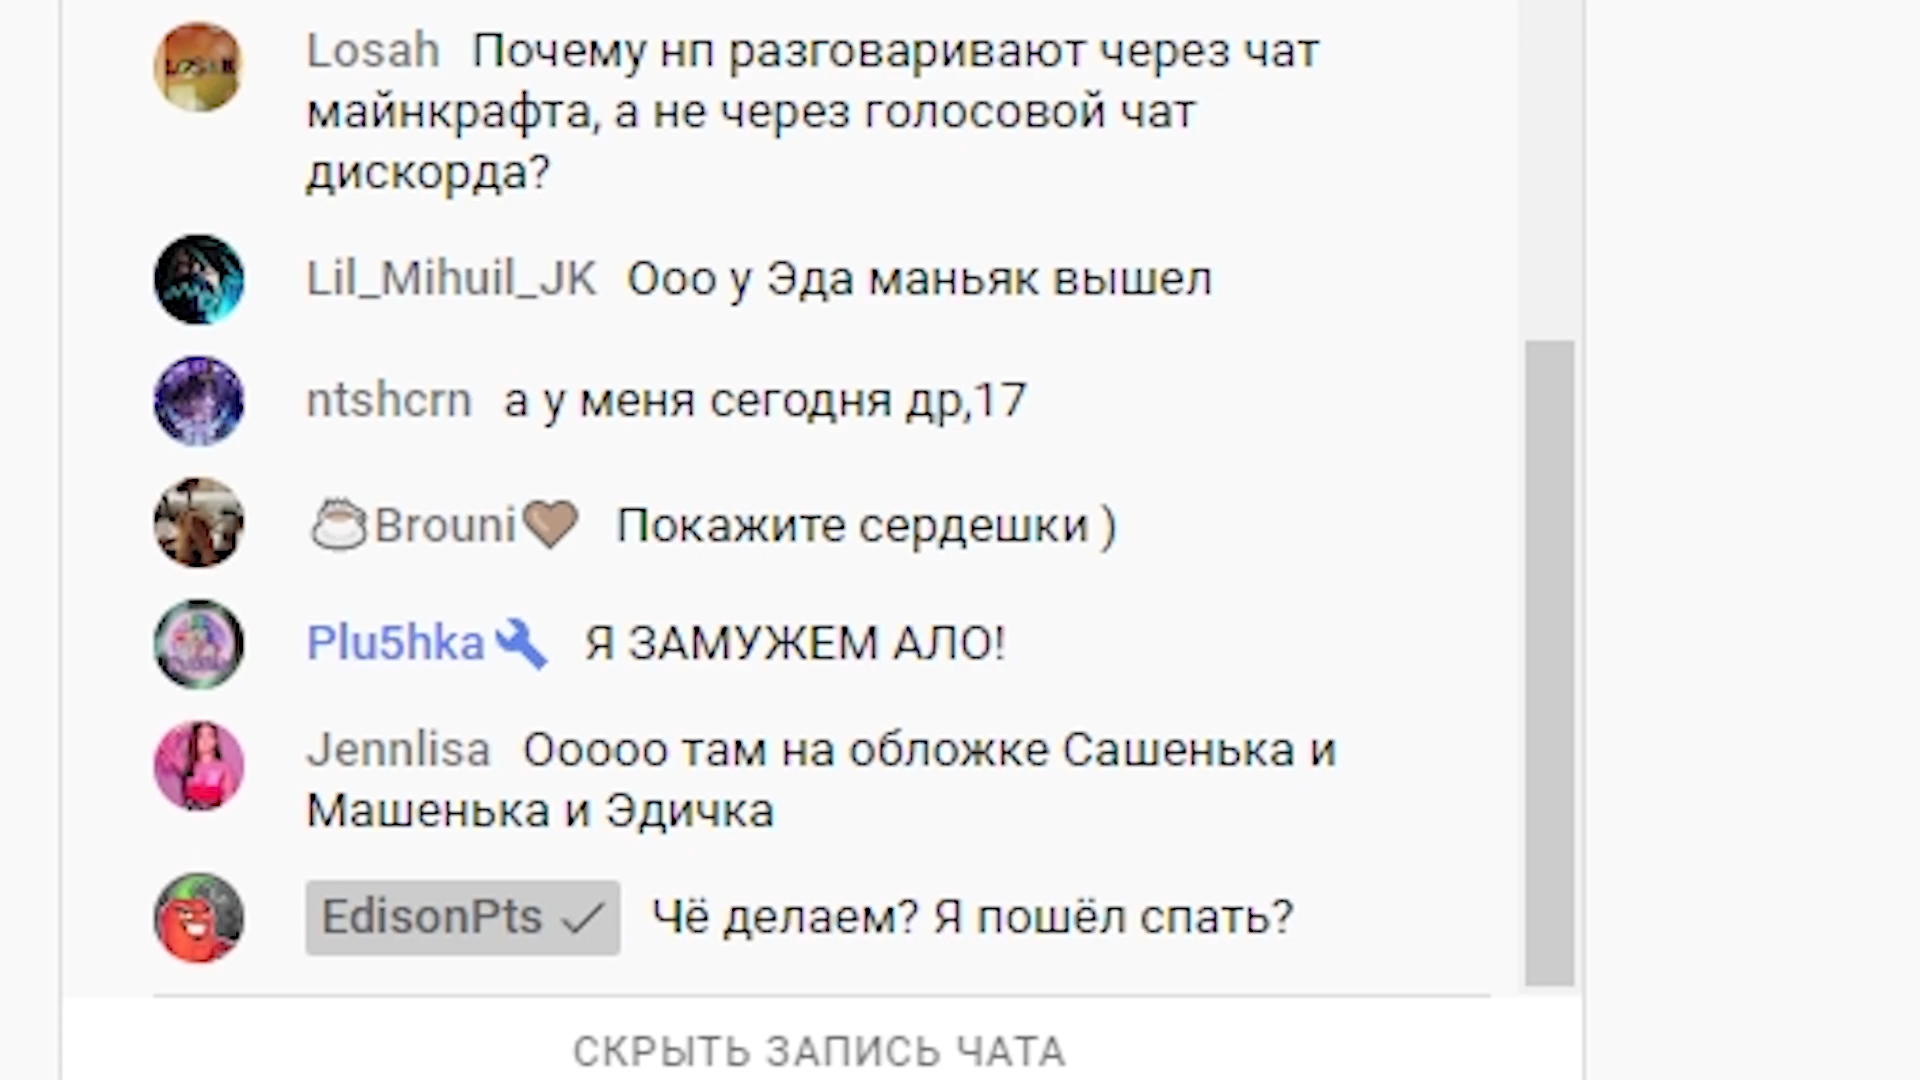 Losah Почему нп разговаривают через чат
майнкрафта, а не через голосовой чат
дискорда?
Lil_Mihuil_JK Ооо у Эда маньяк вышел
ntshcrn а у меня сегодня др,17
☕Brouni🤎 Покажите сердешки )
Plu5hka🔧 Я ЗАМУЖЕМ АЛО!
Jennlisa Ооооо там на обложке Сашенька и
Машенька и Эдичка
EdisonPts ✓ Чё делаем? Я пошёл спать?
СКРЫТЬ ЗАПИСЬ ЧАТА